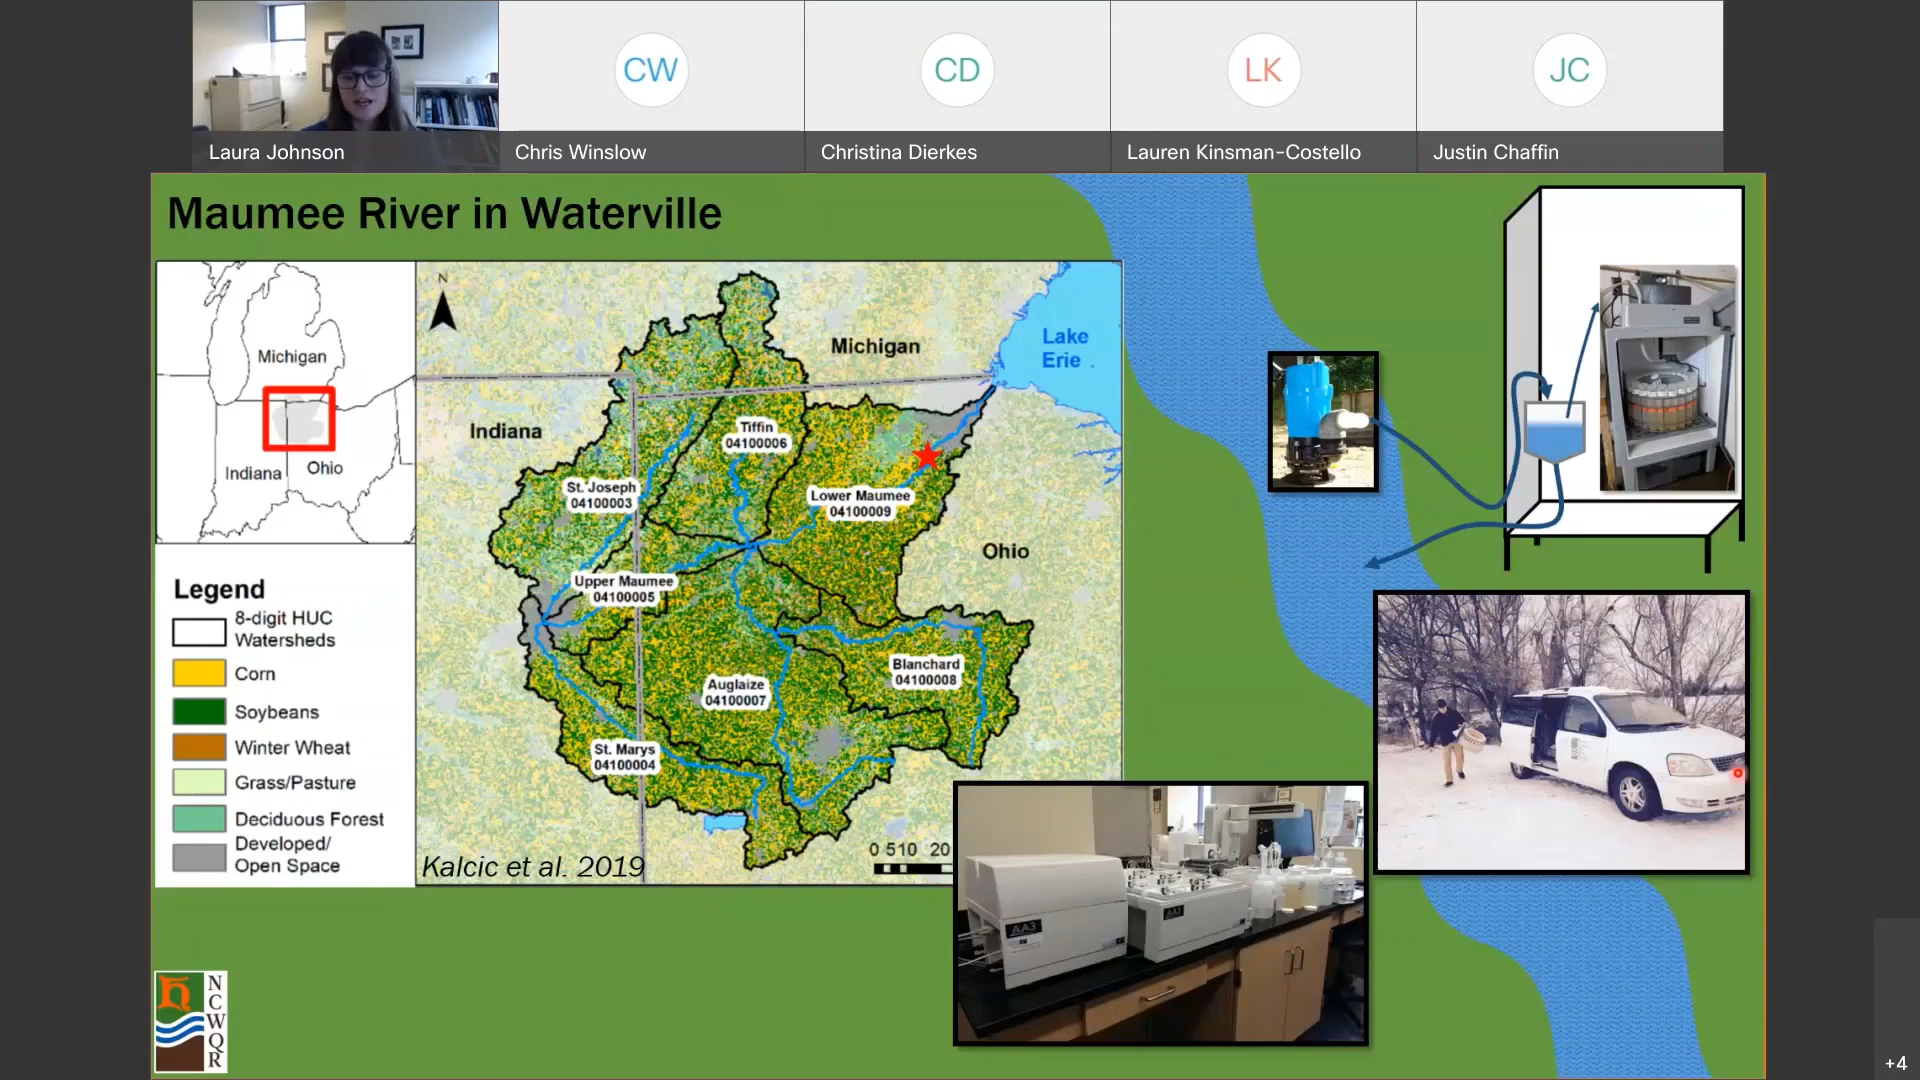 CW
CD
LK
JC
Laura Johnson
Chris Winslow
Christina Dierkes
Lauren Kinsman-Costello
Justin Chaffin
Maumee River in Waterville
Michigan
Indiana
Ohio
N
Michigan
Lake
Erie
Indiana
Tiffin
04100006
St. Joseph
04100003
Lower Maumee
04100009
Ohio
Upper Maumee
04100005
Blanchard
04100008
Auglaize
04100007
St. Marys
04100004
0 5 10 20
Kalcic et al. 2019
Legend
8-digit HUC
Watersheds
Corn
Soybeans
Winter Wheat
Grass/Pasture
Deciduous Forest
Developed/
Open Space
AA3
AA3
NCWQR
+4